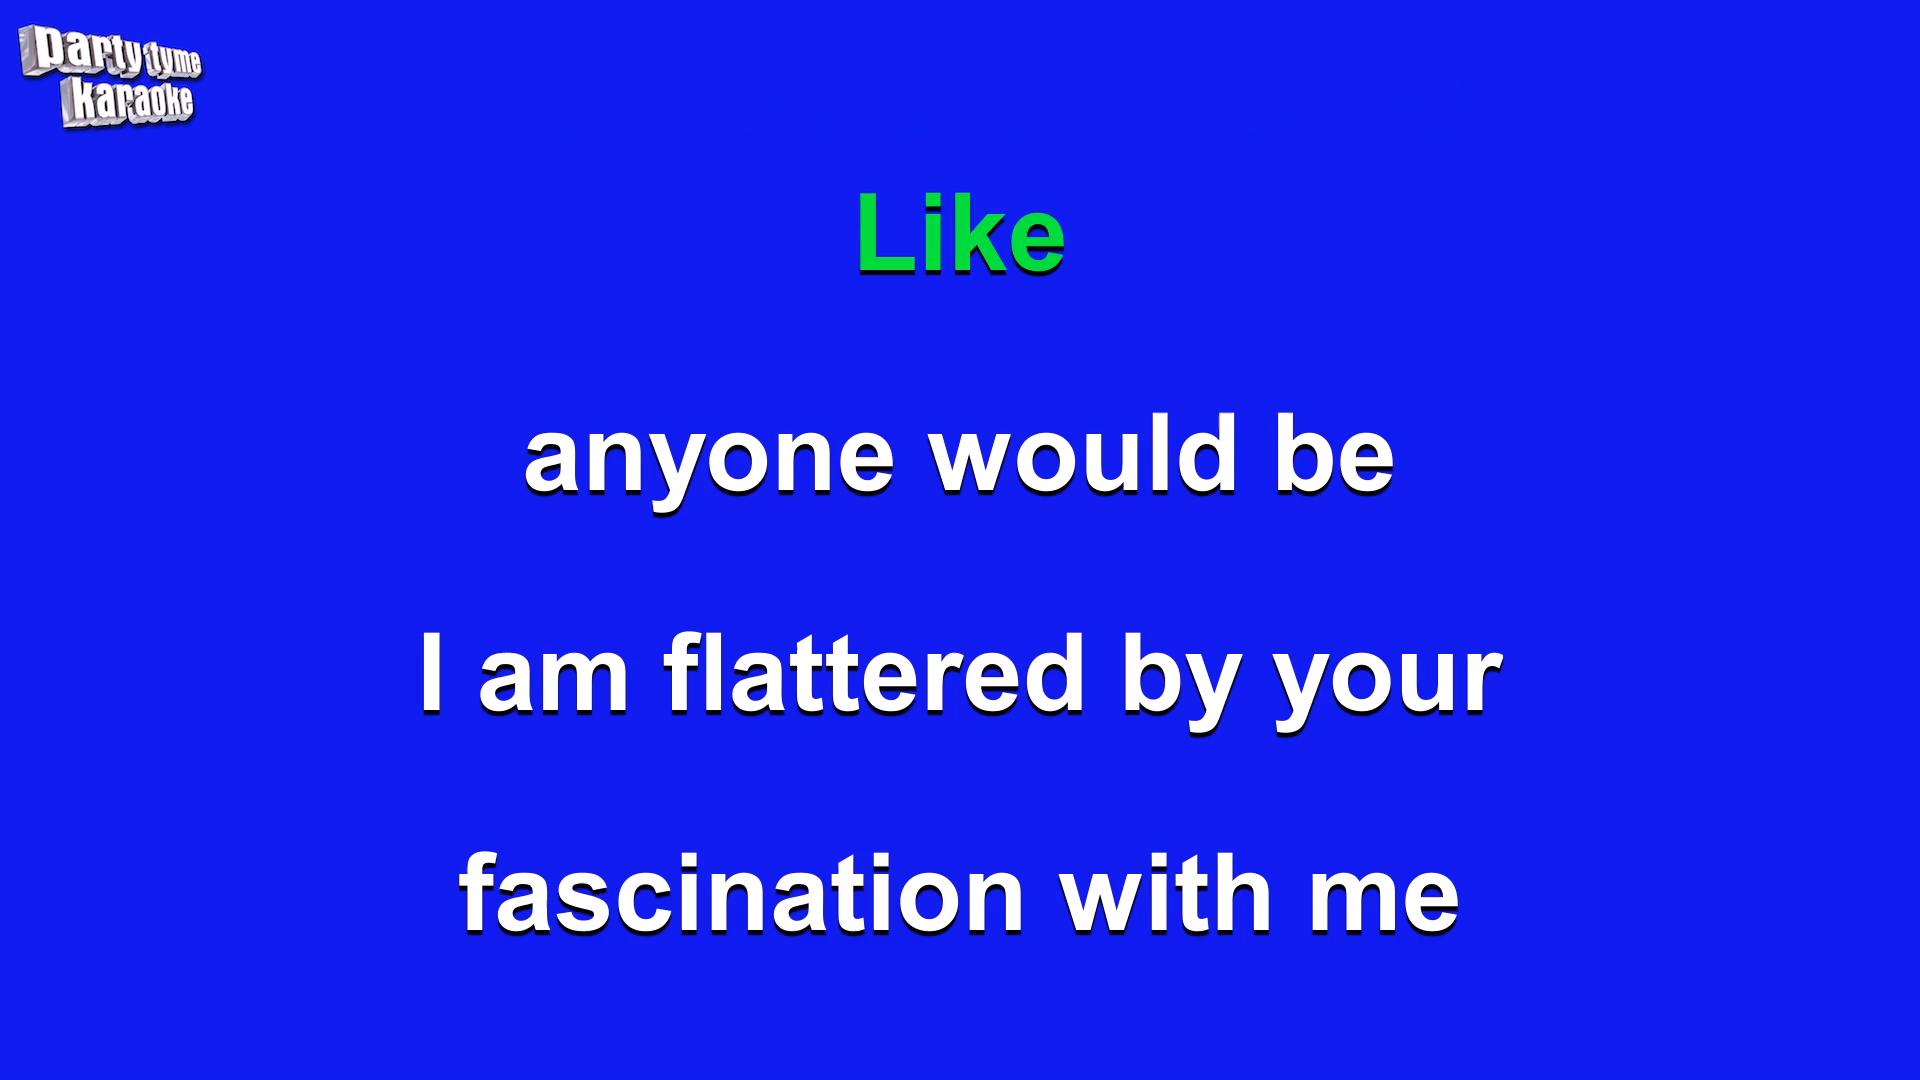 party tyme
karaoke
Like
anyone would be
I am flattered by your
fascination with me